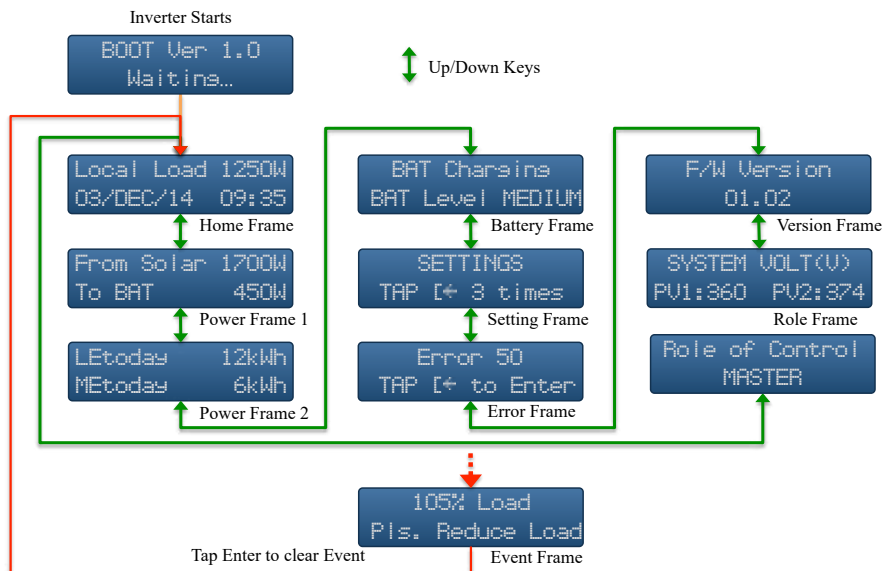 Inverter Starts
BOOT Ver 1.0
Waiting...
Up/Down Keys
Local Load 1250W
03/DEC/14 09:35
Home Frame
From Solar 1700W
To BAT 450W
Power Frame 1
LEtoday 12kWh
MEtoday 6kWh
Power Frame 2
BAT Charging
BAT Level MEDIUM
Battery Frame
SETTINGS
TAP [← 3 times
Setting Frame
Error 50
TAP [← to Enter
Error Frame
F/W Version
01.02
Version Frame
SYSTEM VOLT(V)
PV1:360 PV2:374
Role Frame
Role of Control
MASTER
105% Load
Pls. Reduce Load
Tap Enter to clear Event
Event Frame